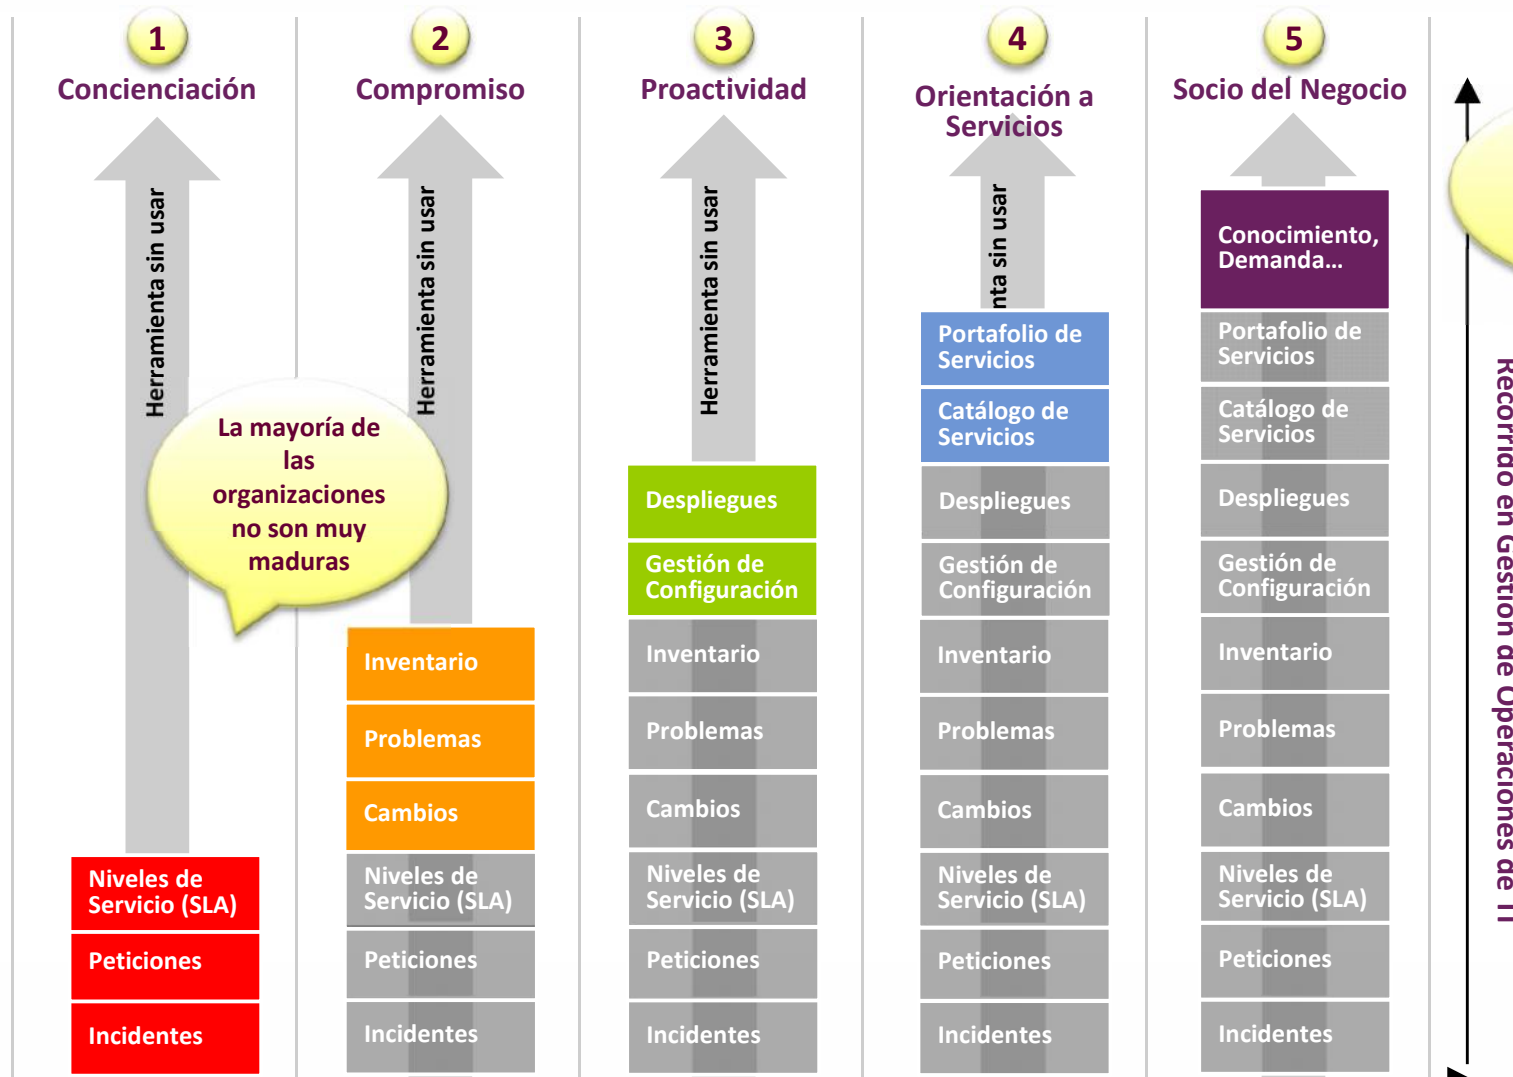 1
Concienciación
Herramienta sin usar
Niveles de
Servicio (SLA)
Peticiones
Incidentes
La mayoría de
las
organizaciones
no son muy
maduras
2
Compromiso
Herramienta sin usar
Inventario
Problemas
Cambios
Niveles de
Servicio (SLA)
Peticiones
Incidentes
3
Proactividad
Herramienta sin usar
Despliegues
Gestión de
Configuración
Inventario
Problemas
Cambios
Niveles de
Servicio (SLA)
Peticiones
Incidentes
4
Orientación a
Servicios
nta sin usar
Portafolio de
Servicios
Catálogo de
Servicios
Despliegues
Gestión de
Configuración
Inventario
Problemas
Cambios
Niveles de
Servicio (SLA)
Peticiones
Incidentes
5
Socio del Negocio
Conocimiento,
Demanda...
Portafolio de
Servicios
Catálogo de
Servicios
Despliegues
Gestión de
Configuración
Inventario
Problemas
Cambios
Niveles de
Servicio (SLA)
Peticiones
Incidentes
Recorrido en Gestión de Operaciones de TI